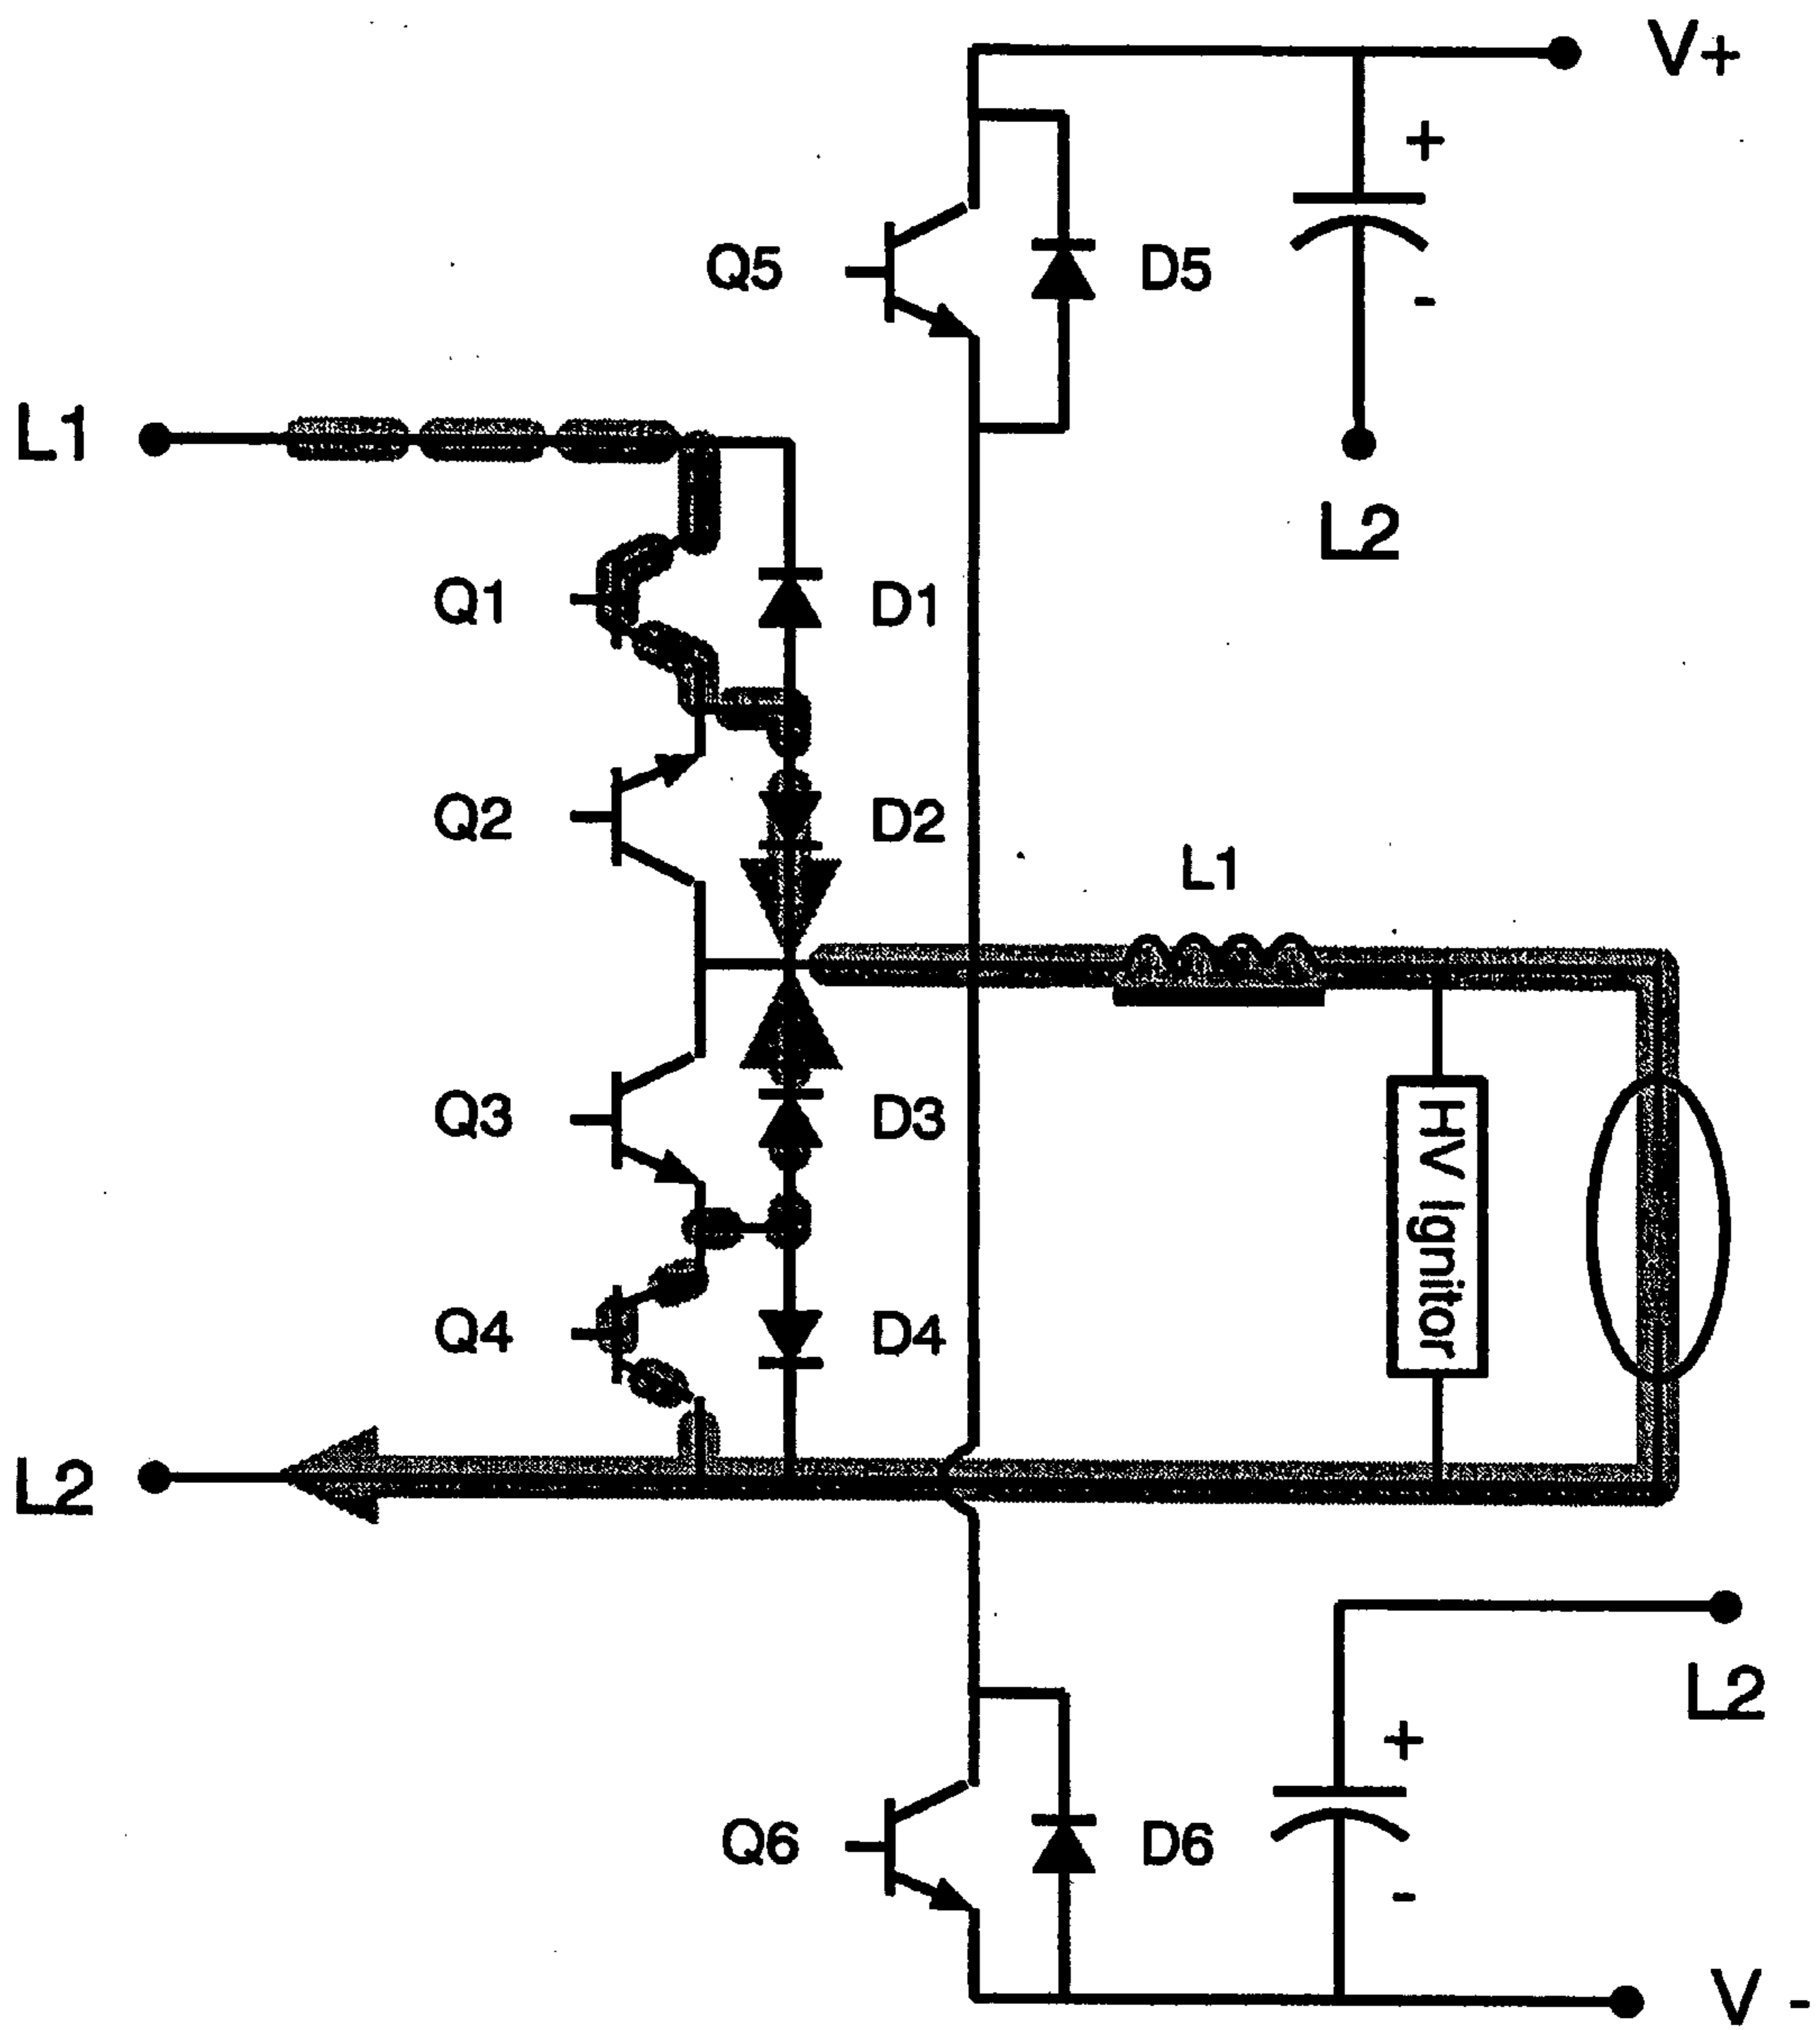 V+
+
Q5
D5
-
L1
L2
Q1
D1
Q2
D2
L1
Q3
D3
HV Ignitor
Q4
D4
L2
L2
+
Q6
D6
-
V -